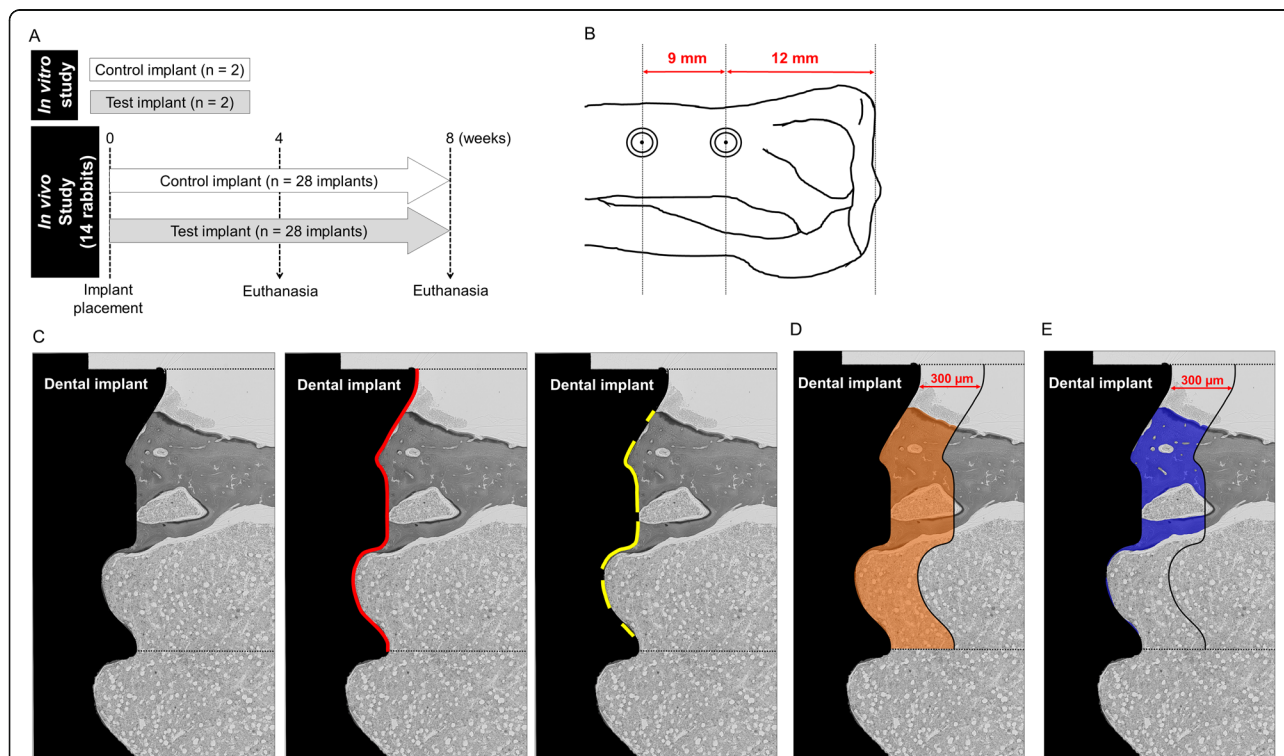 A
In vitro
study
Control implant (n = 2)
Test implant (n = 2)
In vivo
Study
(14 rabbits)
0
4
8 (weeks)
Control implant (n = 28 implants)
Test implant (n = 28 implants)
Implant
placement
Euthanasia
Euthanasia
B
9 mm
12 mm
C
Dental implant
Dental implant
Dental implant
D
Dental implant
300 µm
E
Dental implant
300 µm